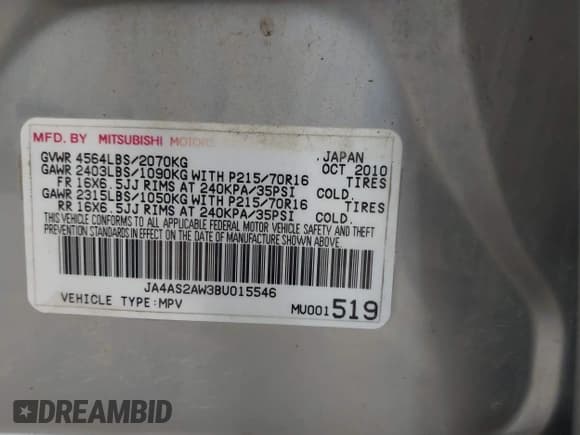 MFD. BY MITSUBISHI MOTORS JAPAN
GVWR 4564LBS/2070KG OCT 2010
GAWR 2403LBS/1090KG WITH P215/70R16 TIRES
FR 16X6.5JJ RIMS AT 240KPA/35PSI COLD.
GAWR 2315LBS/1050KG WITH P215/70R16 TIRES
RR 16X6.5JJ RIMS AT 240KPA/35PSI COLD.
THIS VEHICLE CONFORMS TO ALL APPLICABLE FEDERAL MOTOR VEHICLE SAFETY AND THEFT
PREVENTION STANDARDS IN EFFECT ON THE DATE OF MANUFACTURE SHOWN ABOVE.
JA4AS2AW3BU015546
VEHICLE TYPE:MPV MU001519
DREAMBID